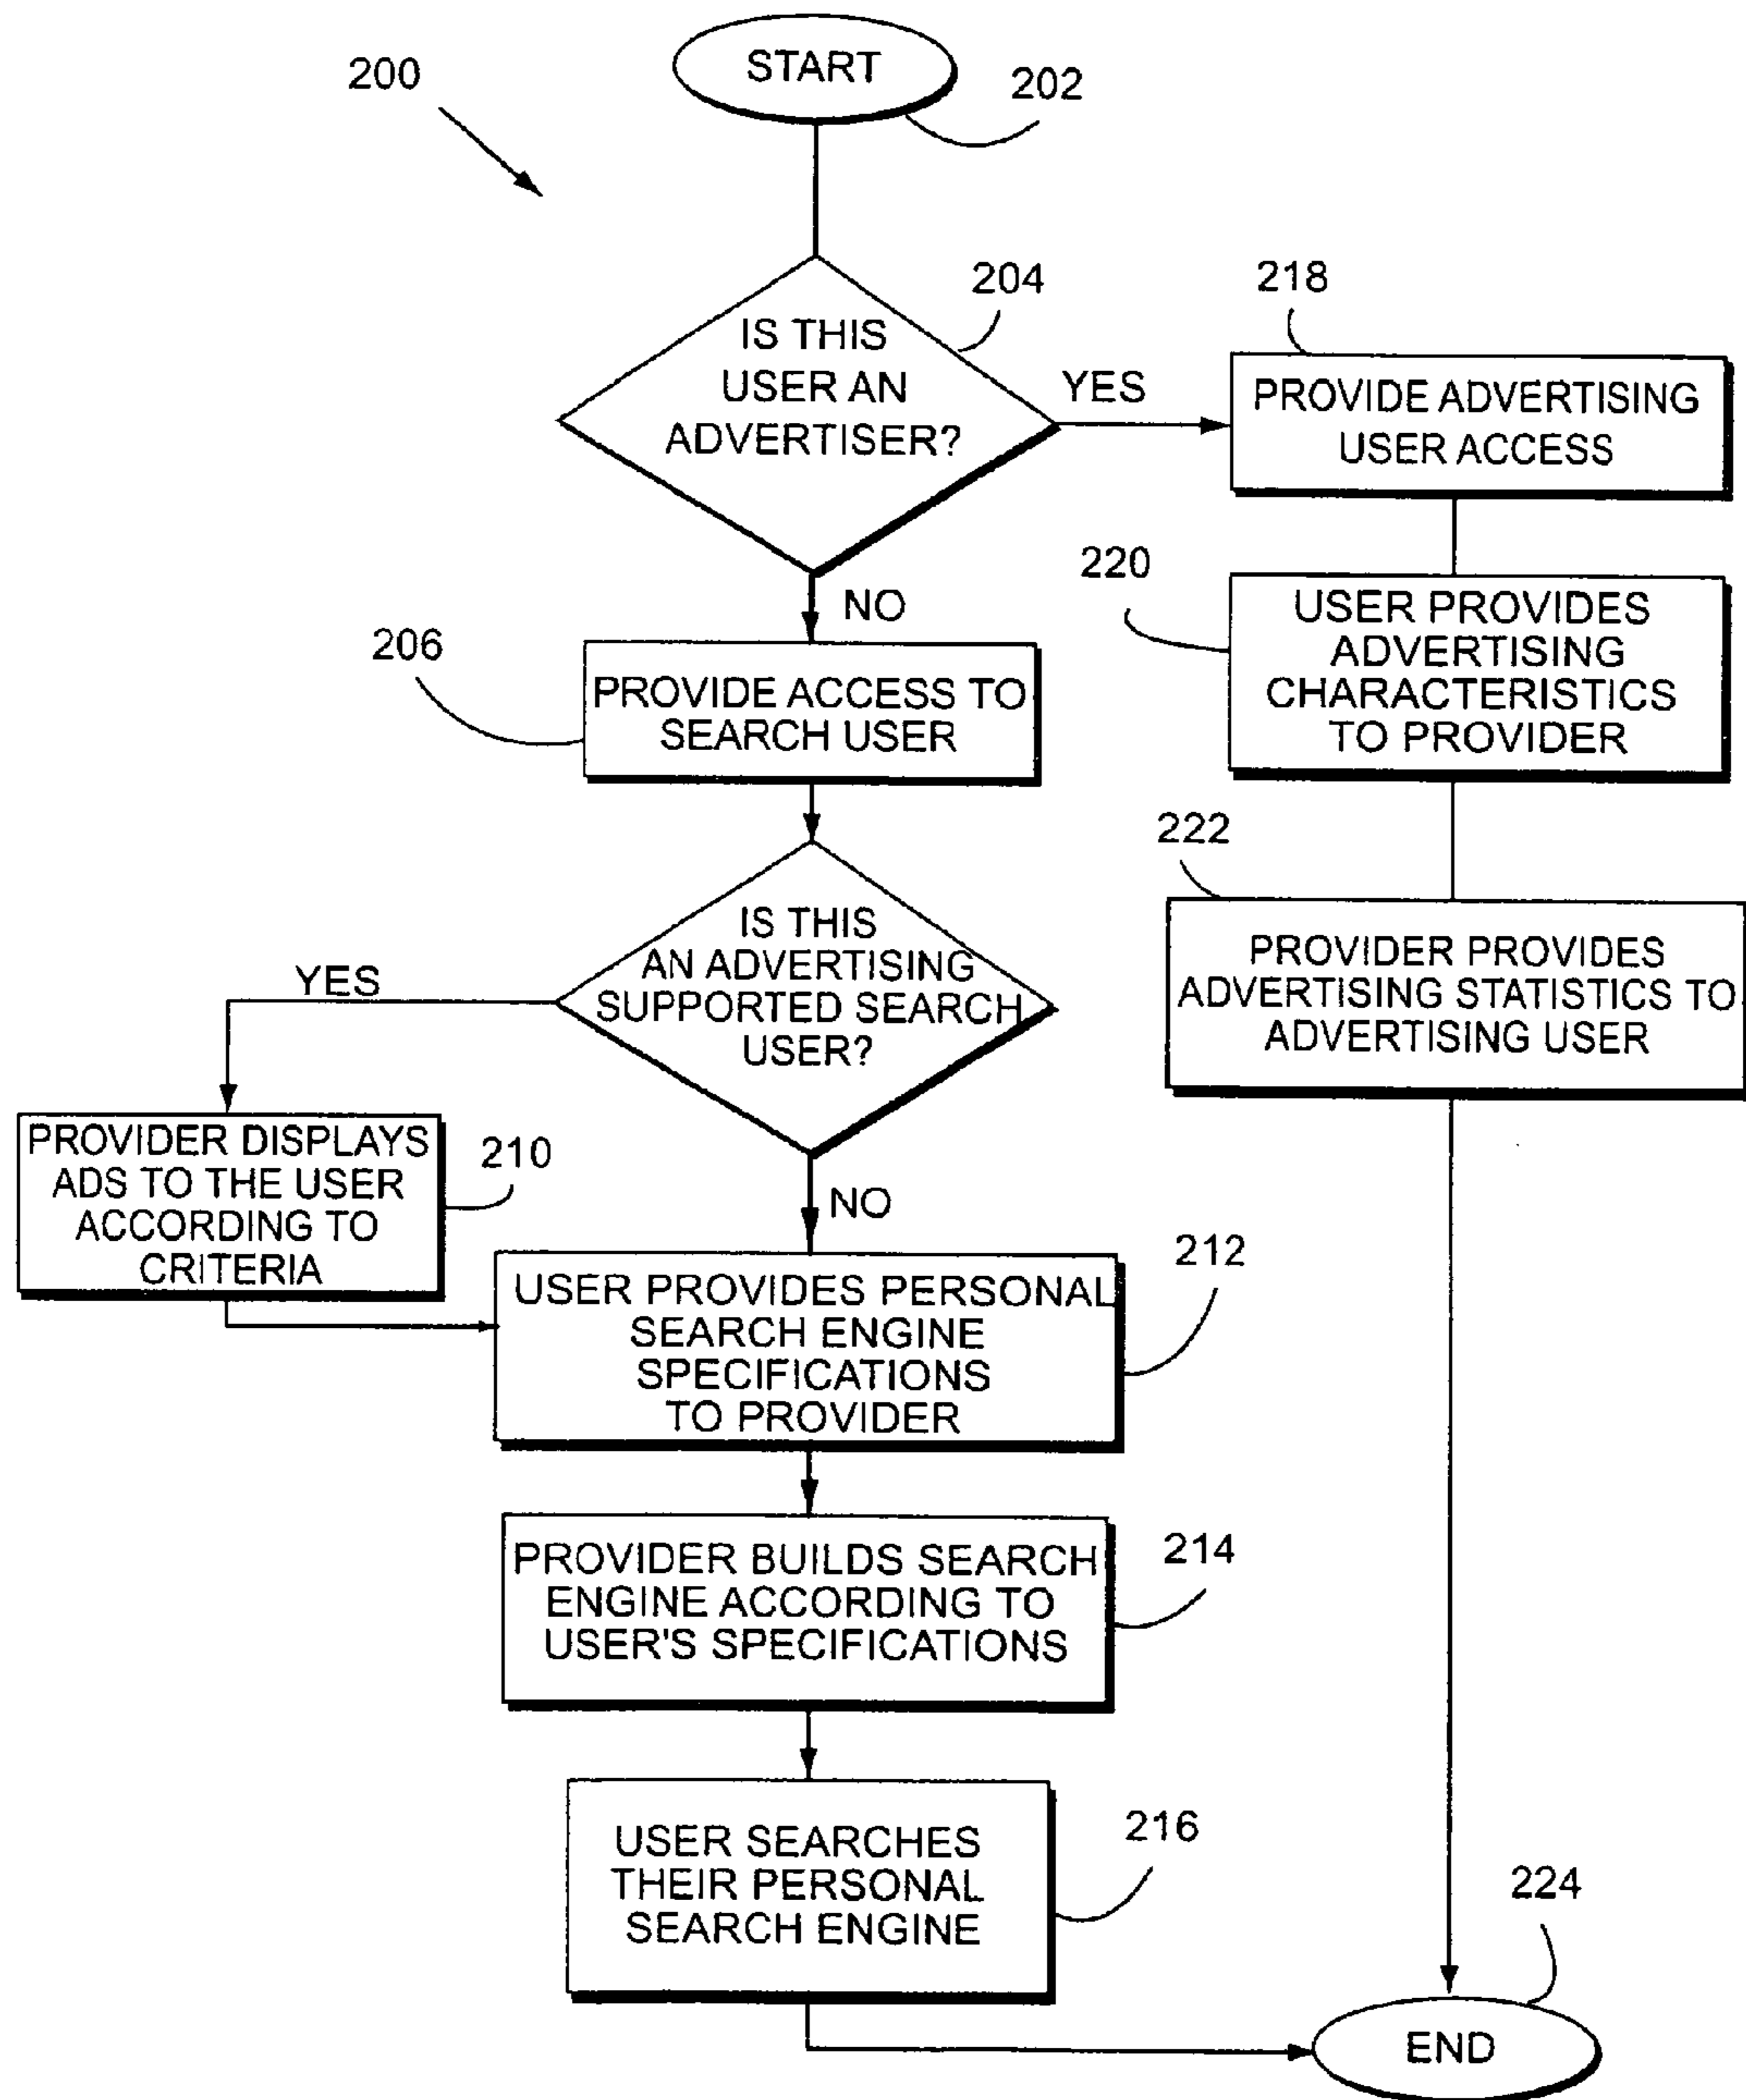 START
200
202
IS THIS
USER AN
ADVERTISER?
204
YES
218
PROVIDE ADVERTISING
USER ACCESS
NO
206
PROVIDE ACCESS TO
SEARCH USER
220
USER PROVIDES
ADVERTISING
CHARACTERISTICS
TO PROVIDER
222
PROVIDER PROVIDES
ADVERTISING STATISTICS TO
ADVERTISING USER
IS THIS
AN ADVERTISING
SUPPORTED SEARCH
USER?
YES
PROVIDER DISPLAYS
ADS TO THE USER
ACCORDING TO
CRITERIA
210
NO
USER PROVIDES PERSONAL
SEARCH ENGINE
SPECIFICATIONS
TO PROVIDER
212
PROVIDER BUILDS SEARCH
ENGINE ACCORDING TO
USER'S SPECIFICATIONS
214
USER SEARCHES
THEIR PERSONAL
SEARCH ENGINE
216
224
END